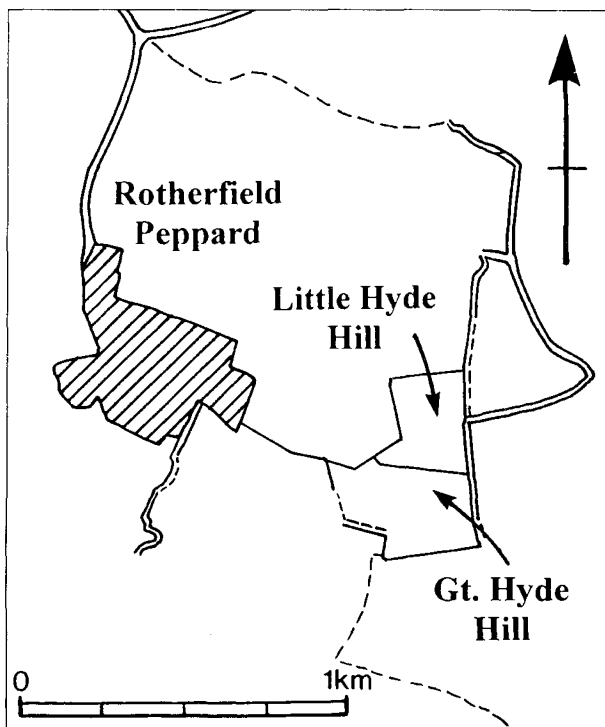 Rotherfield
Peppard
Little Hyde
Hill
Gt. Hyde
Hill
0
1km